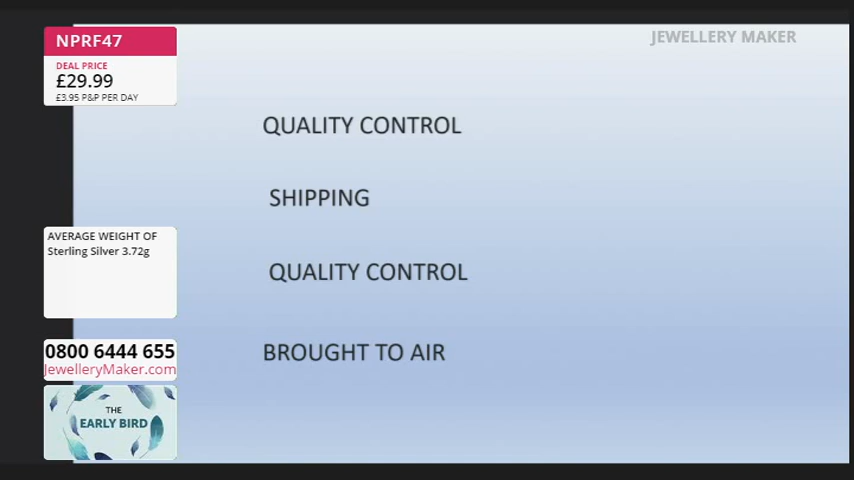 NPRF47
DEAL PRICE
£29.99
£3.95 P&P PER DAY
JEWELLERY MAKER
QUALITY CONTROL
SHIPPING
QUALITY CONTROL
BROUGHT TO AIR
AVERAGE WEIGHT OF
Sterling Silver 3.72g
0800 6444 655
JewelleryMaker.com
THE
EARLY BIRD